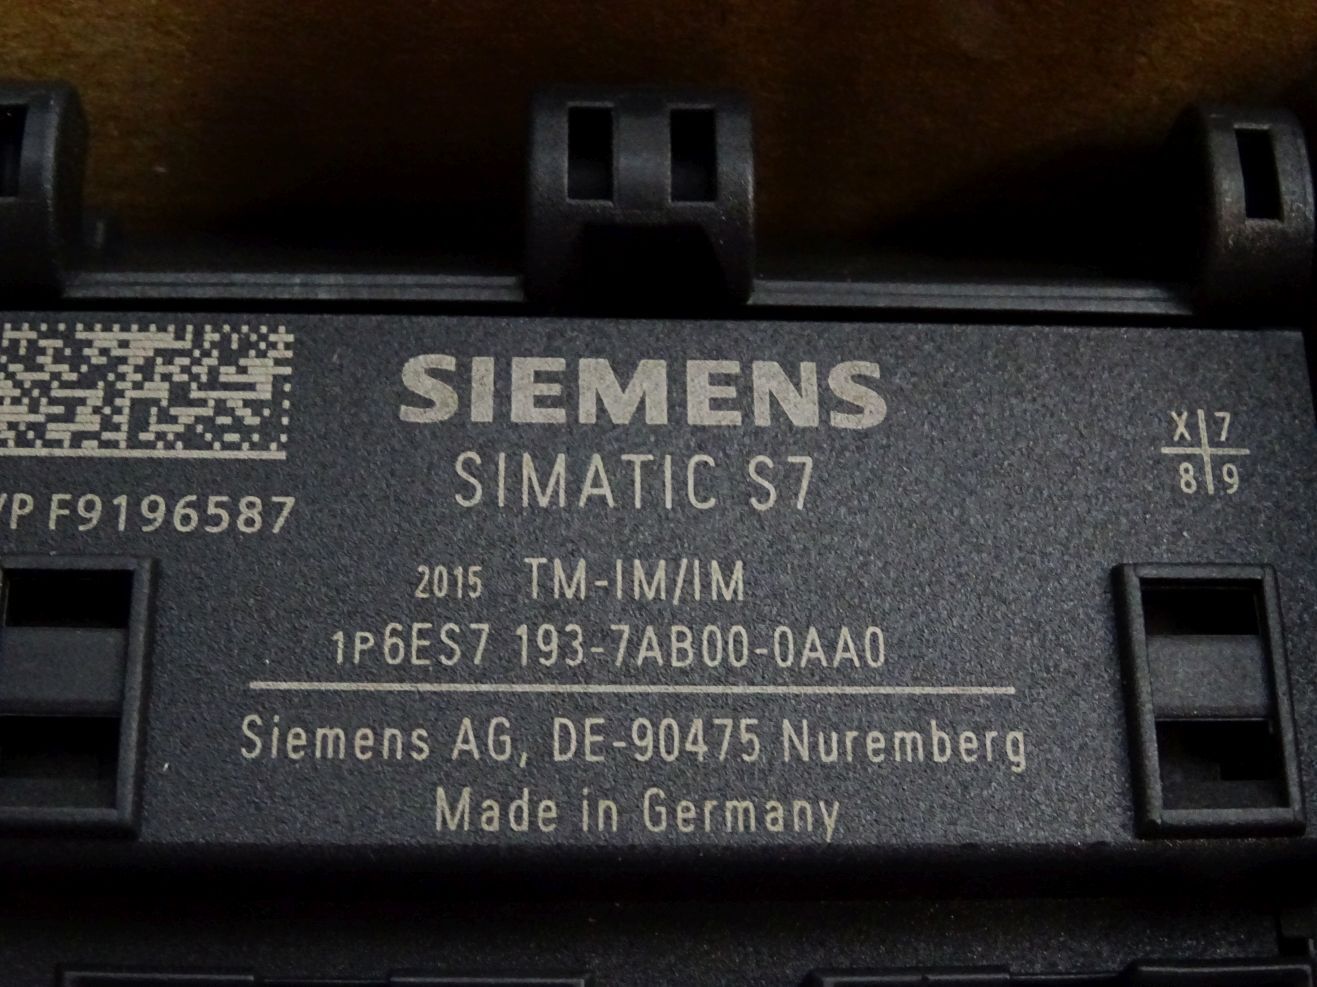 SIEMENS
SIMATIC S7
X 7
8 9
VP F9196587
2015 TM-IM/IM
1P6ES7 193-7AB00-0AA0
Siemens AG, DE-90475 Nuremberg
Made in Germany